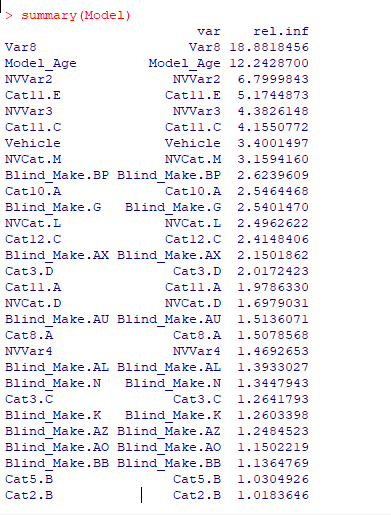 > summary(Model)
var rel.inf
Var8 Var8 18.8818456
Model_Age Model_Age 12.2428700
NVVar2 NVVar2 6.7999843
Cat11.E Cat11.E 5.1744873
NVVar3 NVVar3 4.3826148
Cat11.C Cat11.C 4.1550772
Vehicle Vehicle 3.4001497
NVCat.M NVCat.M 3.1594160
Blind_Make.BP Blind_Make.BP 2.6239609
Cat10.A Cat10.A 2.5464468
Blind_Make.G Blind_Make.G 2.5401470
NVCat.L NVCat.L 2.4962622
Cat12.C Cat12.C 2.4148406
Blind_Make.AX Blind_Make.AX 2.1501862
Cat3.D Cat3.D 2.0172423
Cat11.A Cat11.A 1.9786330
NVCat.D NVCat.D 1.6979031
Blind_Make.AU Blind_Make.AU 1.5136071
Cat8.A Cat8.A 1.5078568
NVVar4 NVVar4 1.4692653
Blind_Make.AL Blind_Make.AL 1.3933027
Blind_Make.N Blind_Make.N 1.3447943
Cat3.C Cat3.C 1.2641793
Blind_Make.K Blind_Make.K 1.2603398
Blind_Make.AZ Blind_Make.AZ 1.2484523
Blind_Make.AO Blind_Make.AO 1.1502219
Blind_Make.BB Blind_Make.BB 1.1364769
Cat5.B Cat5.B 1.0304926
Cat2.B Cat2.B 1.0183646